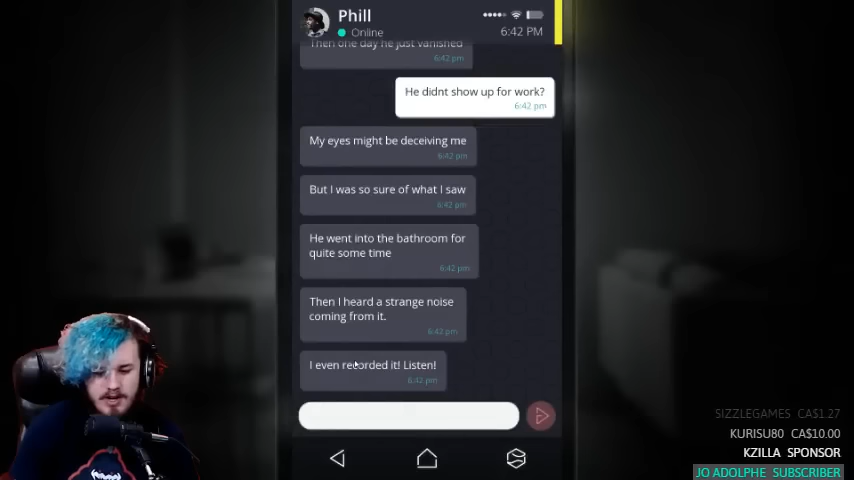 Phill
Online
6:42 PM
Then one day he just vanished
6:42 pm
He didnt show up for work?
6:42 pm
My eyes might be deceiving me
6:42 pm
But I was so sure of what I saw
6:42 pm
He went into the bathroom for
quite some time
6:42 pm
Then I heard a strange noise
coming from it.
6:42 pm
I even recorded it! Listen!
6:42 pm
SIZZLEGAMES CA$1.27
KURISU80 CA$10.00
KZILLA SPONSOR
JO ADOLPHE SUBSCRIBER